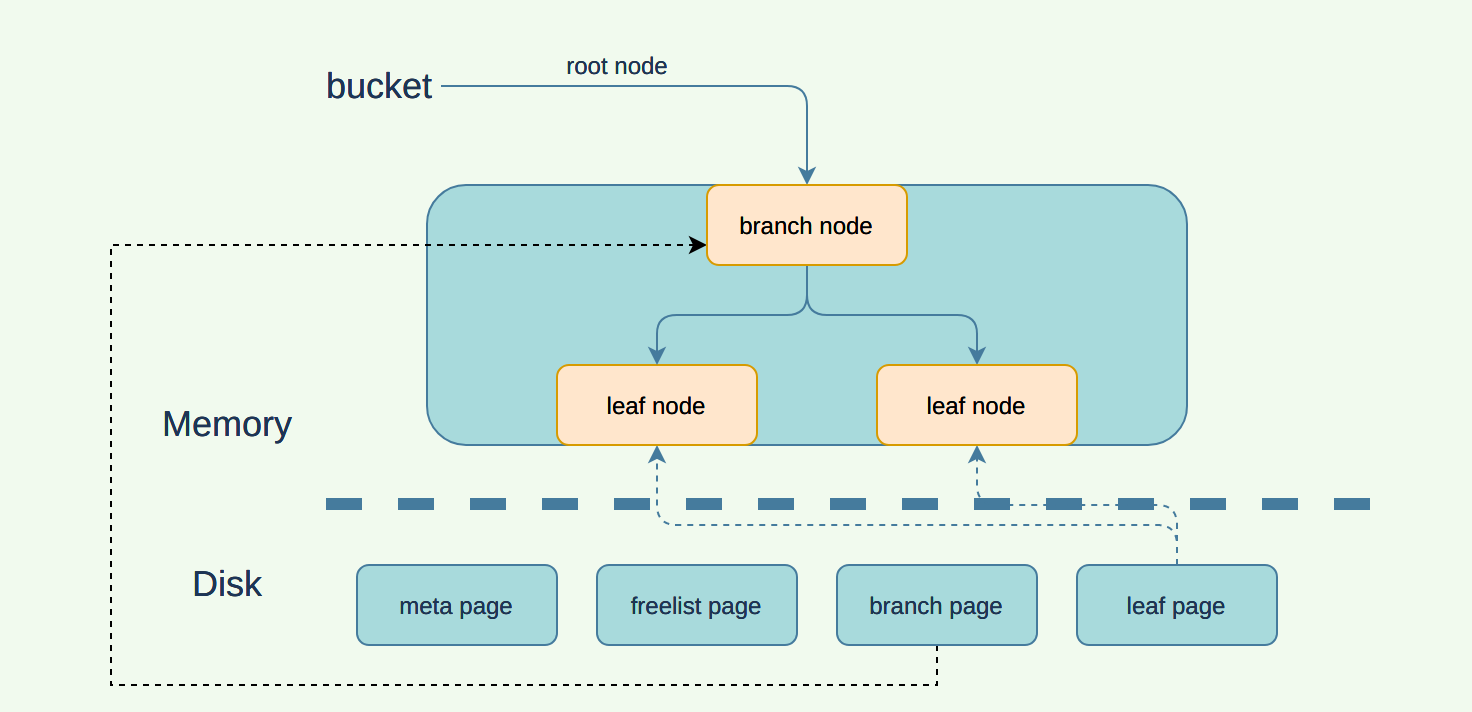 root node
bucket
branch node
leaf node
leaf node
Memory
Disk
meta page
freelist page
branch page
leaf page